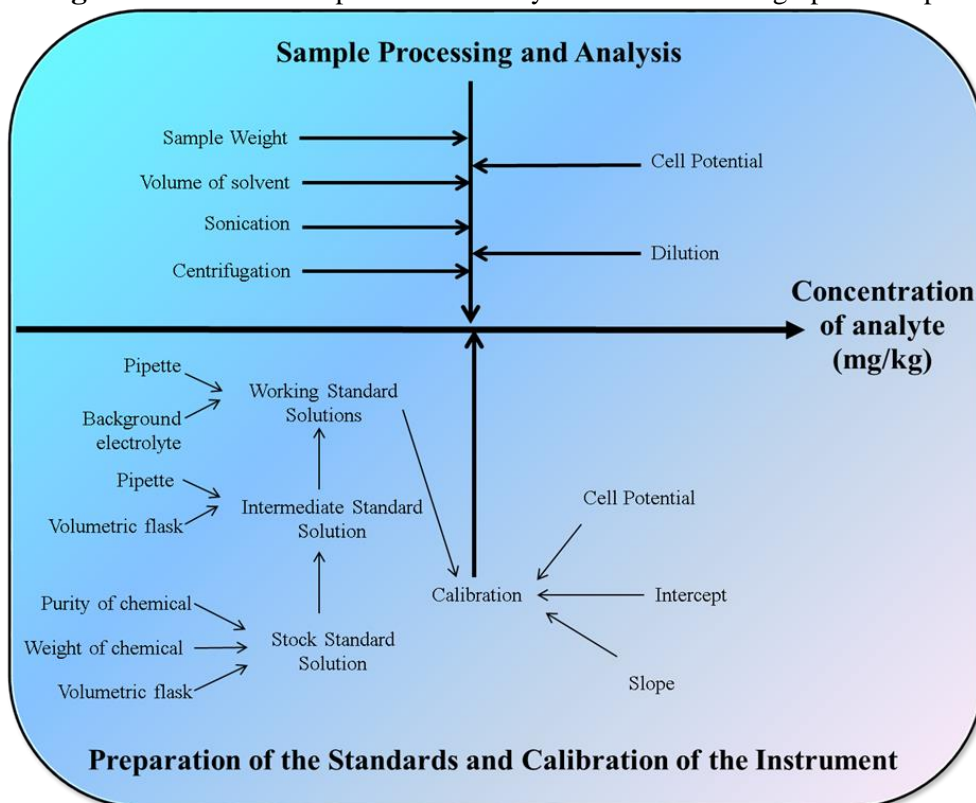 Sample Processing and Analysis
Sample Weight
Cell Potential
Volume of solvent
Sonication
Dilution
Centrifugation
Concentration
of analyte
(mg/kg)
Pipette
Working Standard
Solutions
Background
electrolyte
Pipette
Intermediate Standard
Solution
Volumetric flask
Cell Potential
Purity of chemical
Calibration
Intercept
Stock Standard
Solution
Weight of chemical
Volumetric flask
Slope
Preparation of the Standards and Calibration of the Instrument